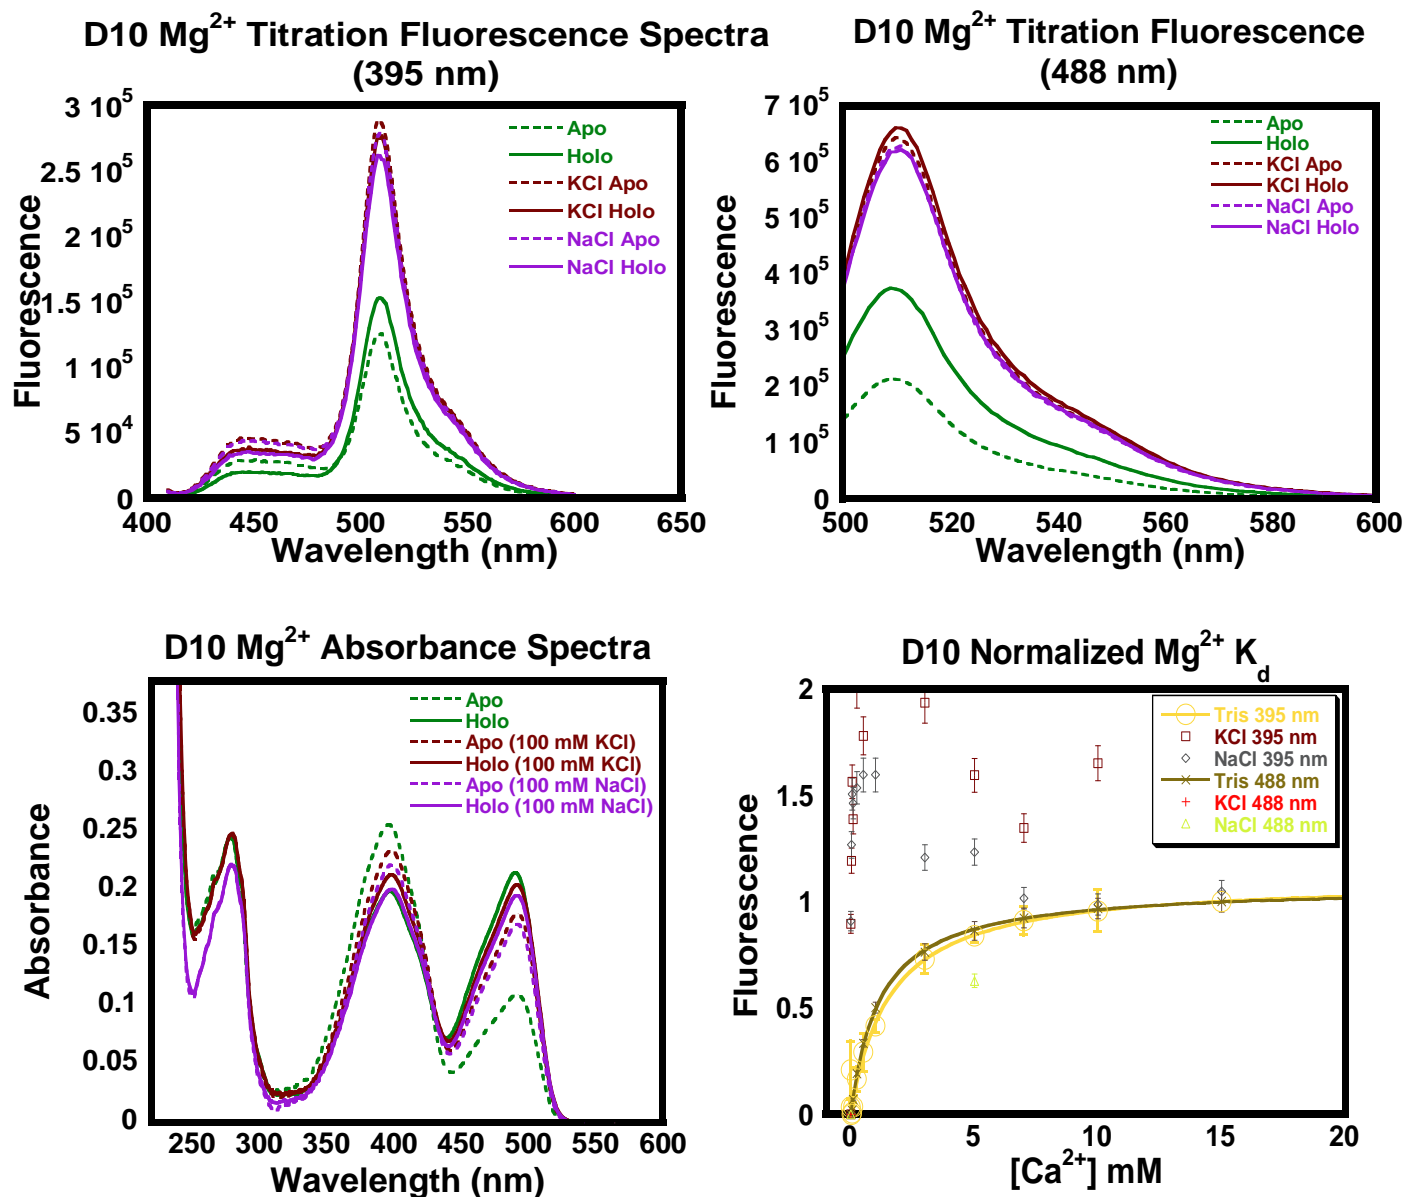 D10 Mg²⁺ Titration Fluorescence Spectra
(395 nm)
3 10⁵
2.5 10⁵
2 10⁵
1.5 10⁵
1 10⁵
5 10⁴
0
Fluorescence
400 450 500 550 600 650
Wavelength (nm)
Apo
Holo
KCl Apo
KCl Holo
NaCl Apo
NaCl Holo
D10 Mg²⁺ Titration Fluorescence
(488 nm)
7 10⁵
6 10⁵
5 10⁵
4 10⁵
3 10⁵
2 10⁵
1 10⁵
0
Fluorescence
500 520 540 560 580 600
Wavelength (nm)
Apo
Holo
KCl Apo
KCl Holo
NaCl Apo
NaCl Holo
D10 Mg²⁺ Absorbance Spectra
0.35
0.3
0.25
0.2
0.15
0.1
0.05
0
Absorbance
250 300 350 400 450 500 550 600
Wavelength (nm)
Apo
Holo
Apo (100 mM KCl)
Holo (100 mM KCl)
Apo (100 mM NaCl)
Holo (100 mM NaCl)
D10 Normalized Mg²⁺ K_d
2
1.5
1
0.5
0
Fluorescence
0 5 10 15 20
[Ca²⁺] mM
Tris 395 nm
KCl 395 nm
NaCl 395 nm
Tris 488 nm
KCl 488 nm
NaCl 488 nm